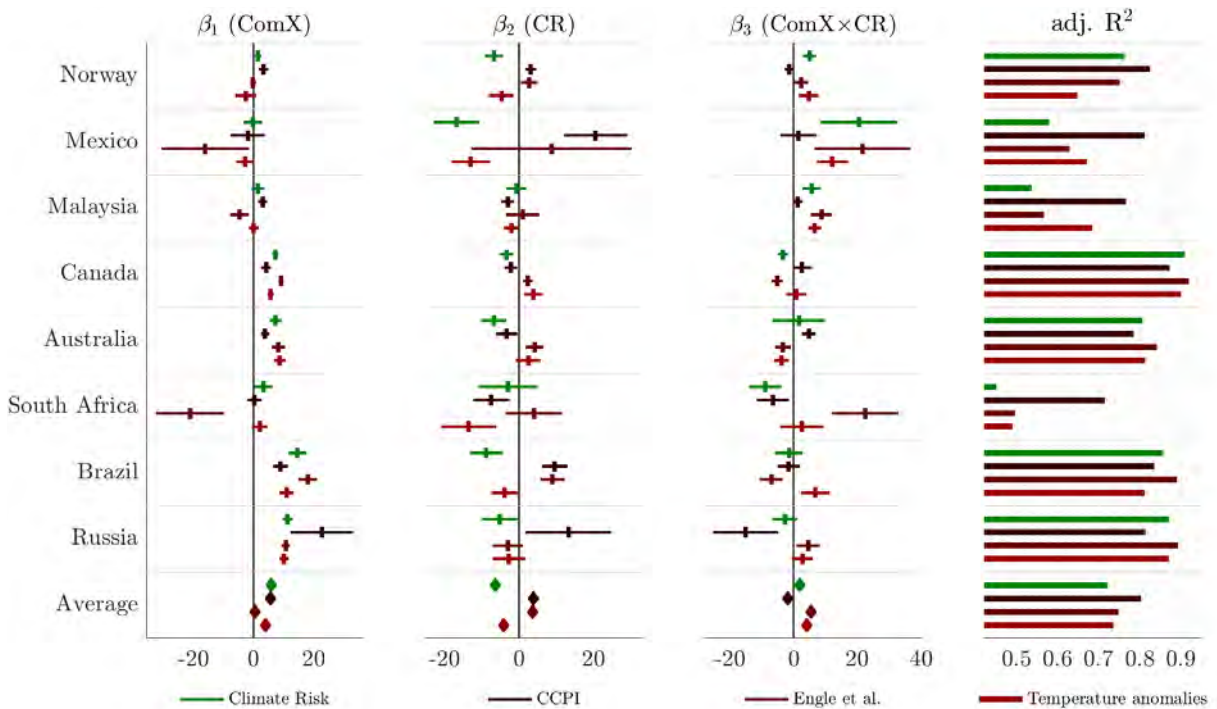 β₁ (ComX) β₂ (CR) β₃ (ComX×CR) adj. R²
Norway
Mexico
Malaysia
Canada
Australia
South Africa
Brazil
Russia
Average
-20 0 20 -20 0 20 -20 0 20 40 0.5 0.6 0.7 0.8 0.9
Climate Risk CCPI Engle et al. Temperature anomalies